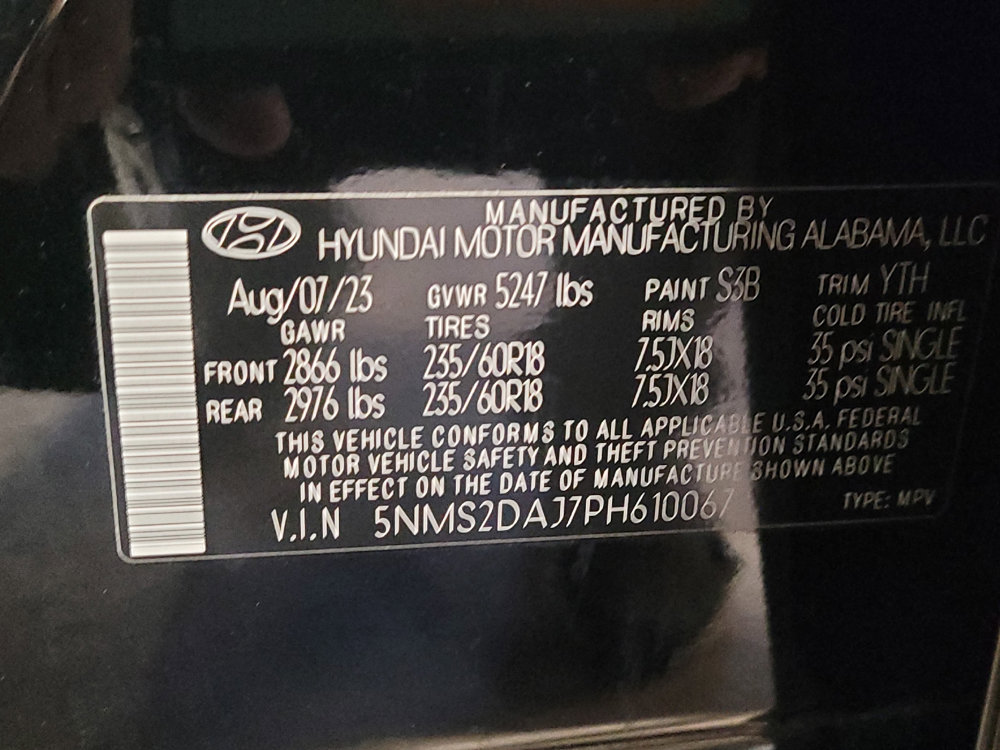 MANUFACTURED BY
HYUNDAI MOTOR MANUFACTURING ALABAMA, LLC
Aug/07/23 GVWR 5247 lbs PAINT S3B TRIM YTH
GAWR TIRES RIMS COLD TIRE INFL
FRONT 2866 lbs 235/60R18 7.5JX18 35 psi SINGLE
REAR 2976 lbs 235/60R18 7.5JX18 35 psi SINGLE
THIS VEHICLE CONFORMS TO ALL APPLICABLE U.S.A. FEDERAL
MOTOR VEHICLE SAFETY AND THEFT PREVENTION STANDARDS
IN EFFECT ON THE DATE OF MANUFACTURE SHOWN ABOVE
V.I.N 5NMS2DAJ7PH610067 TYPE: MPV